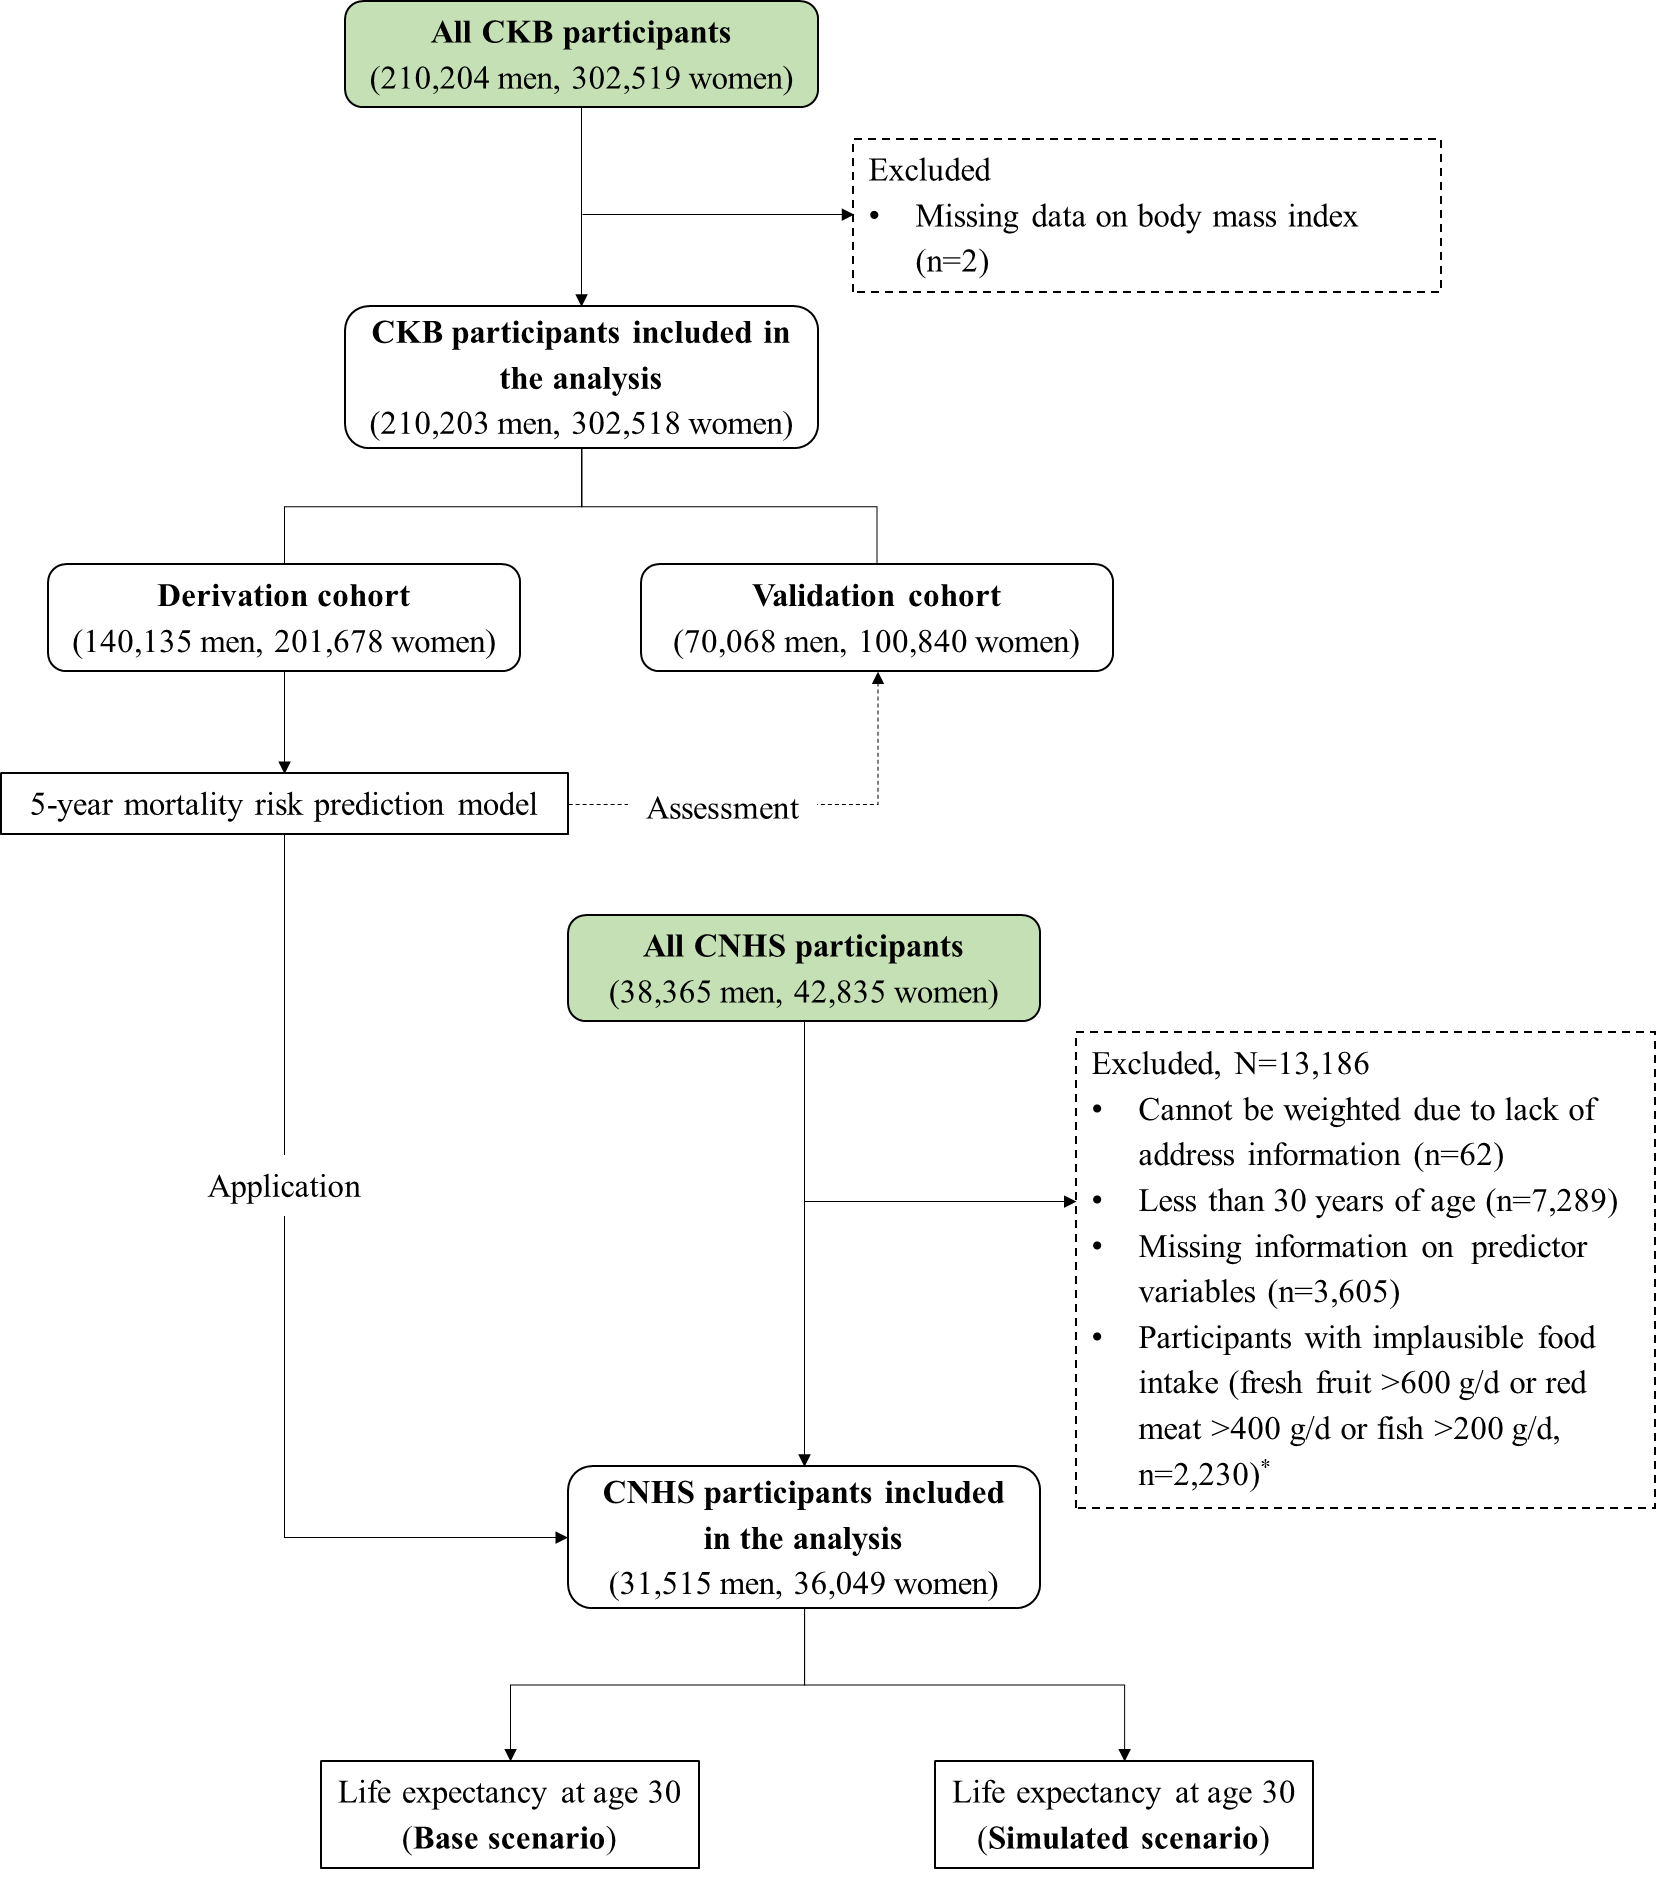 All CKB participants
(210,204 men, 302,519 women)
Excluded
• Missing data on body mass index
(n=2)
CKB participants included in
the analysis
(210,203 men, 302,518 women)
Derivation cohort
(140,135 men, 201,678 women)
Validation cohort
(70,068 men, 100,840 women)
5-year mortality risk prediction model
Assessment
All CNHS participants
(38,365 men, 42,835 women)
Excluded, N=13,186
• Cannot be weighted due to lack of
address information (n=62)
• Less than 30 years of age (n=7,289)
• Missing information on predictor
variables (n=3,605)
• Participants with implausible food
intake (fresh fruit >600 g/d or red
meat >400 g/d or fish >200 g/d,
n=2,230)*
Application
CNHS participants included
in the analysis
(31,515 men, 36,049 women)
Life expectancy at age 30
(Base scenario)
Life expectancy at age 30
(Simulated scenario)